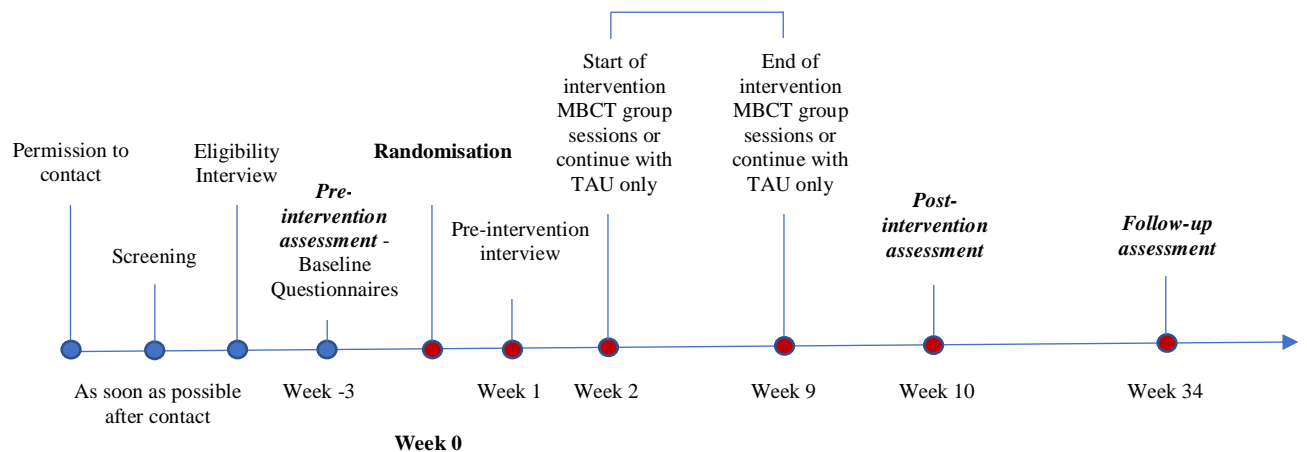 Permission to
contact
Screening
Eligibility
Interview
Pre-
intervention
assessment -
Baseline
Questionnaires
Randomisation
Pre-intervention
interview
Start of
intervention
MBCT group
sessions or
continue with
TAU only
End of
intervention
MBCT group
sessions or
continue with
TAU only
Post-
intervention
assessment
Follow-up
assessment
As soon as possible
after contact
Week -3
Week 0
Week 1
Week 2
Week 9
Week 10
Week 34